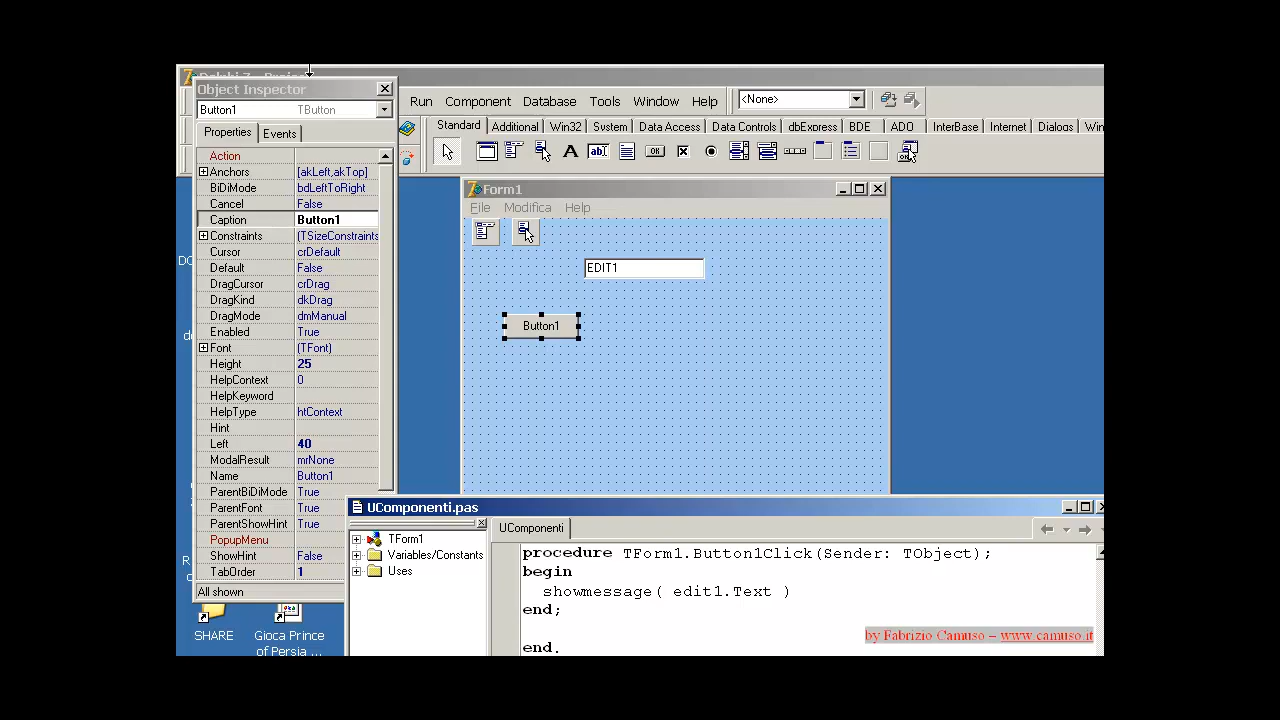 Delphi 7 - Project
Object Inspector
Button1 TButton
Properties Events
Action
Anchors [akLeft,akTop]
BiDiMode bdLeftToRight
Cancel False
Caption Button1
Constraints (TSizeConstraints
Cursor crDefault
Default False
DragCursor crDrag
DragKind dkDrag
DragMode dmManual
Enabled True
Font (TFont)
Height 25
HelpContext 0
HelpKeyword
HelpType htContext
Hint
Left 40
ModalResult mrNone
Name Button1
ParentBiDiMode True
ParentFont True
ParentShowHint True
PopupMenu
ShowHint False
TabOrder 1
All shown
Run Component Database Tools Window Help <None>
Standard Additional Win32 System Data Access Data Controls dbExpress BDE ADO InterBase Internet Dialogs Win
Form1
File Modifica Help
EDIT1
Button1
UComponenti.pas
TForm1
Variables/Constants
Uses
UComponenti
procedure TForm1.Button1Click(Sender: TObject);
begin
showmessage( edit1.Text )
end;
end.
by Fabrizio Camuso – www.camuso.it
SHARE
Gioca Prince
of Persia ...